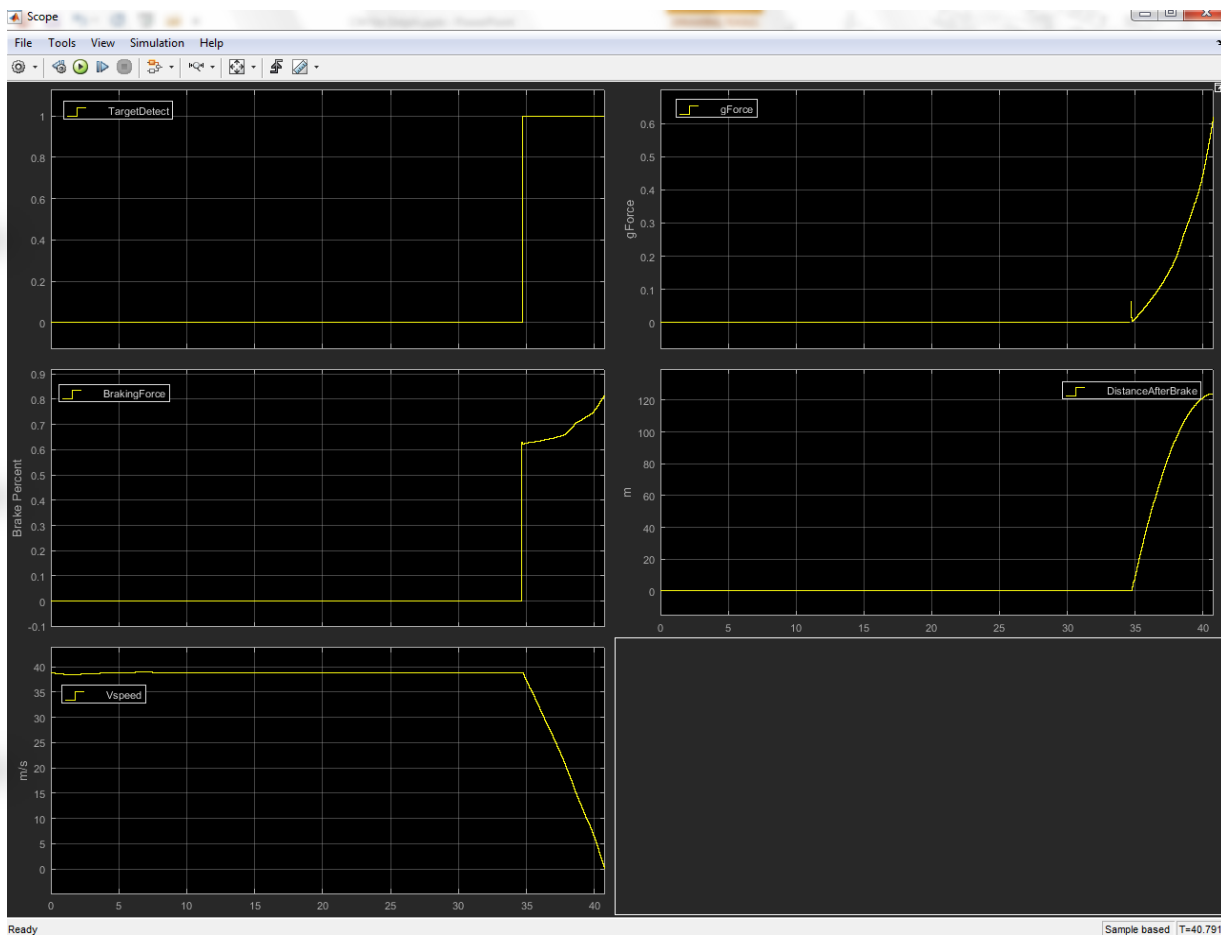 Scope
File Tools View Simulation Help
TargetDetect
1
0.8
0.6
0.4
0.2
0
gForce
gForce
0.6
0.5
0.4
0.3
0.2
0.1
0
BrakingForce
Brake Percent
0.9
0.8
0.7
0.6
0.5
0.4
0.3
0.2
0.1
0
-0.1
DistanceAfterBrake
m
120
100
80
60
40
20
0
0 5 10 15 20 25 30 35 40
Vspeed
m/s
40
35
30
25
20
15
10
5
0
0 5 10 15 20 25 30 35 40
Ready
Sample based T=40.791